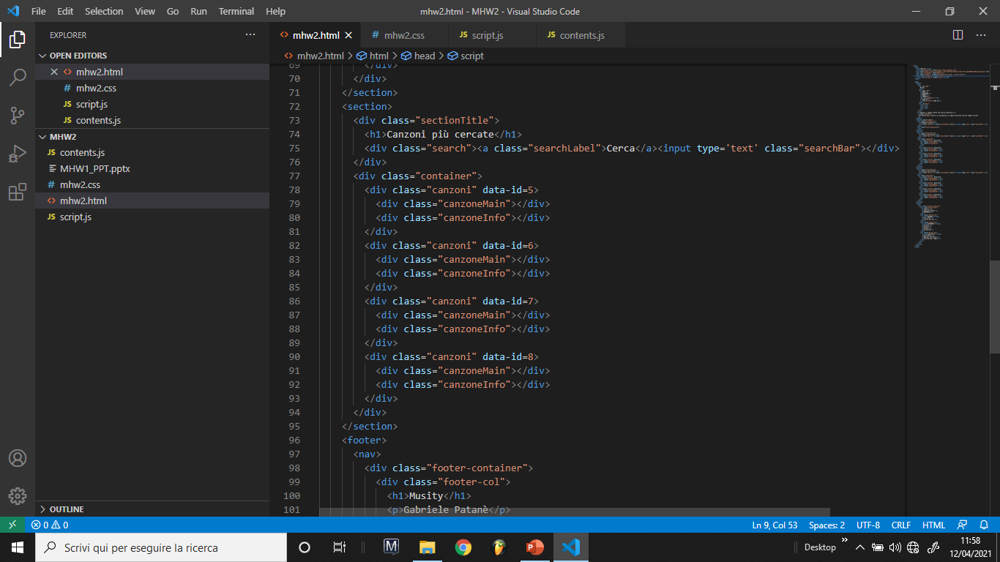 File Edit Selection View Go Run Terminal Help
mhw2.html - MHW2 - Visual Studio Code
EXPLORER
OPEN EDITORS
mhw2.html
mhw2.css
script.js
contents.js
MHW2
contents.js
MHW1_PPT.pptx
mhw2.css
mhw2.html
script.js
OUTLINE
mhw2.html mhw2.css script.js contents.js
mhw2.html > html > head > script
69 </div>
70 </div>
71 </section>
72 <section>
73 <div class="sectionTitle">
74 <h1>Canzoni più cercate</h1>
75 <div class="search"><a class="searchLabel">Cerca</a><input type='text' class="searchBar"></div>
76 </div>
77 <div class="container">
78 <div class="canzoni" data-id=5>
79 <div class="canzoneMain"></div>
80 <div class="canzoneInfo"></div>
81 </div>
82 <div class="canzoni" data-id=6>
83 <div class="canzoneMain"></div>
84 <div class="canzoneInfo"></div>
85 </div>
86 <div class="canzoni" data-id=7>
87 <div class="canzoneMain"></div>
88 <div class="canzoneInfo"></div>
89 </div>
90 <div class="canzoni" data-id=8>
91 <div class="canzoneMain"></div>
92 <div class="canzoneInfo"></div>
93 </div>
94 </div>
95 </section>
96 <footer>
97 <nav>
98 <div class="footer-container">
99 <div class="footer-col">
100 <h1>Musity</h1>
101 <p>Gabriele Patanè</p>
0 0
Ln 9, Col 53 Spaces: 2 UTF-8 CRLF HTML
Scrivi qui per eseguire la ricerca
Desktop
11:58
12/04/2021